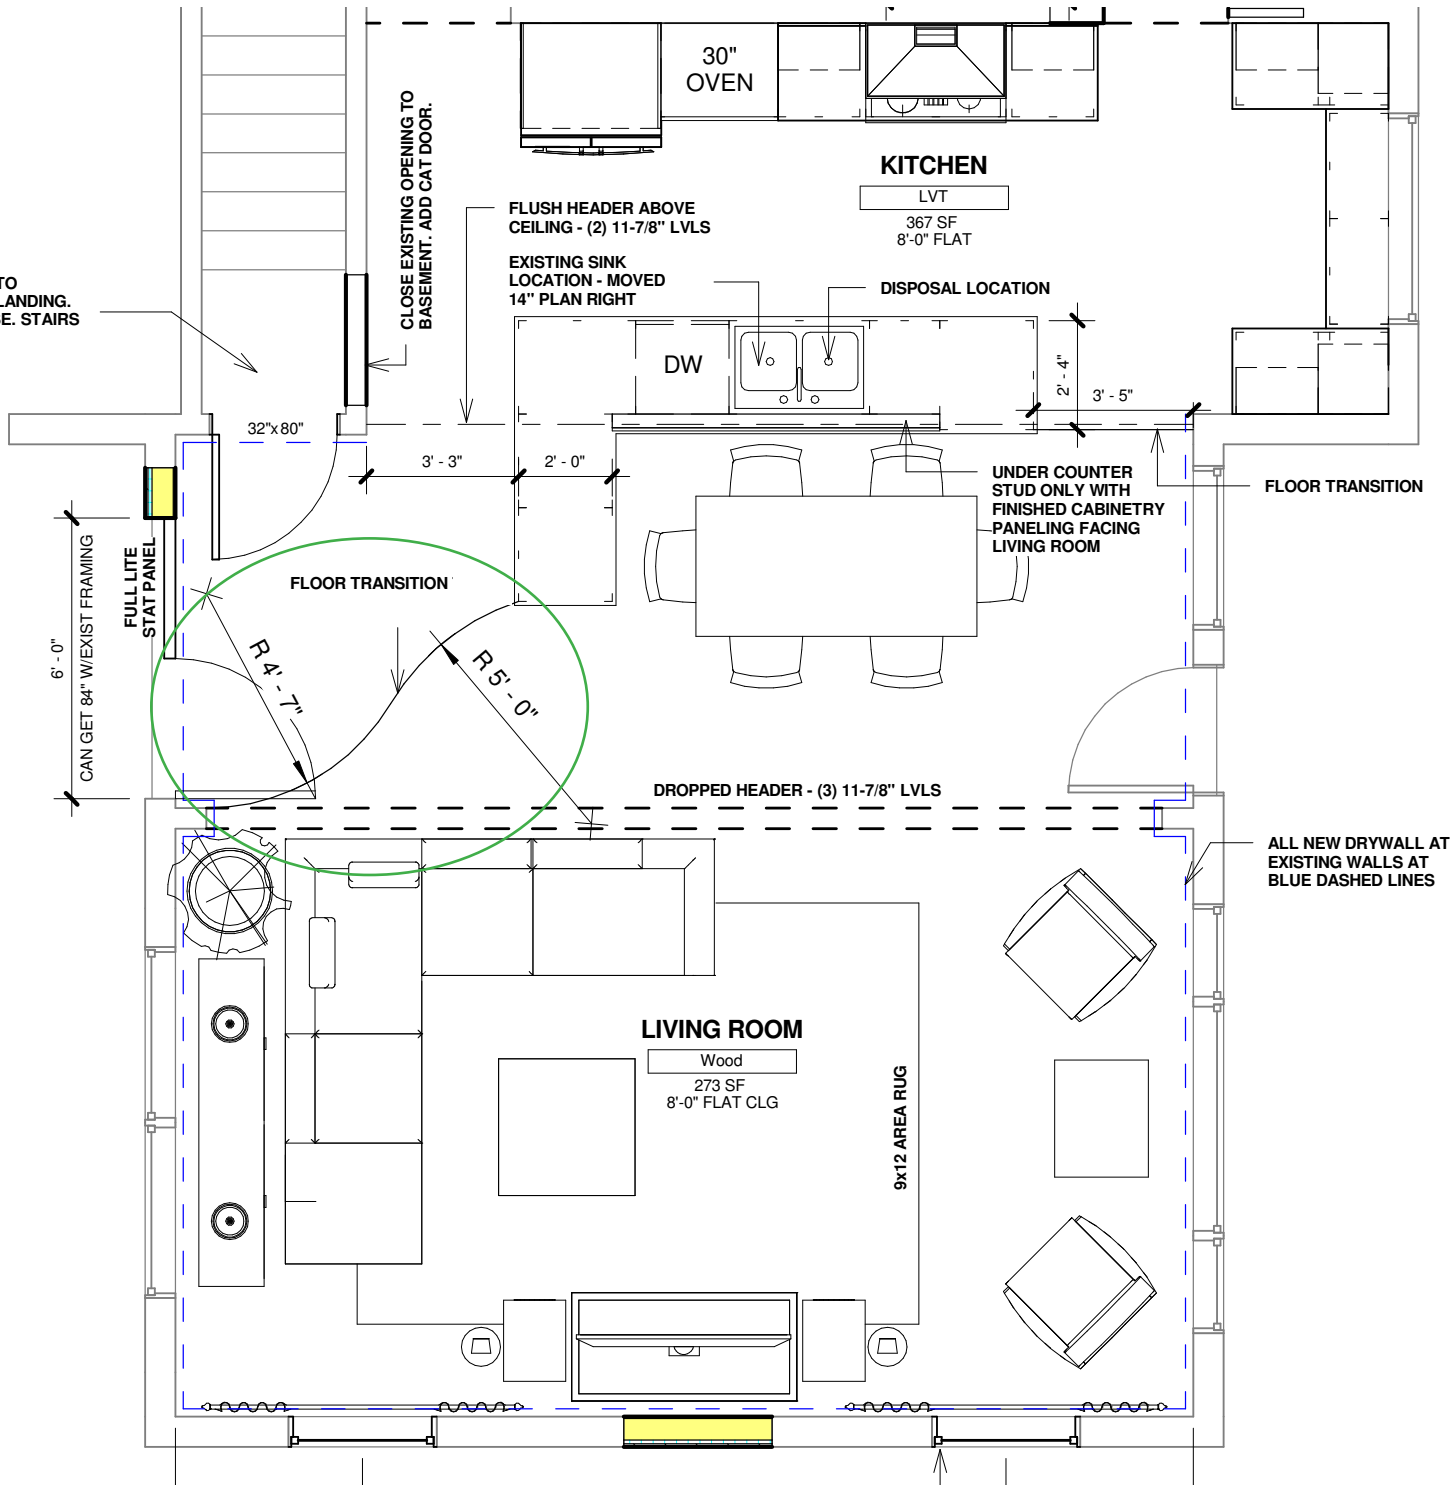 30"
OVEN
CLOSE EXISTING OPENING TO
BASEMENT. ADD CAT DOOR.
KITCHEN
LVT
367 SF
8'-0" FLAT
FLUSH HEADER ABOVE
CEILING - (2) 11-7/8" LVLS
EXISTING SINK
LOCATION - MOVED
14" PLAN RIGHT
DISPOSAL LOCATION
TO
LANDING.
SE. STAIRS
DW
2' - 4"
3' - 5"
32"x80"
3' - 3"
2' - 0"
UNDER COUNTER
STUD ONLY WITH
FINISHED CABINETRY
PANELING FACING
LIVING ROOM
FLOOR TRANSITION
FULL LITE
STAT PANEL
6' - 0"
CAN GET 84" W/EXIST FRAMING
FLOOR TRANSITION
R 4' - 7"
R 5' - 0"
DROPPED HEADER - (3) 11-7/8" LVLS
ALL NEW DRYWALL AT
EXISTING WALLS AT
BLUE DASHED LINES
LIVING ROOM
Wood
273 SF
8'-0" FLAT CLG
9x12 AREA RUG